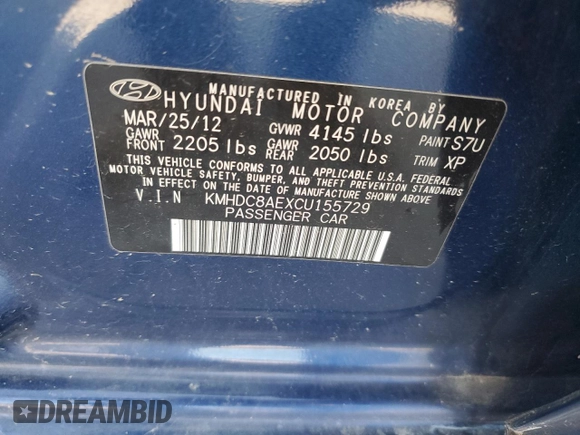 MANUFACTURED IN KOREA BY
HYUNDAI MOTOR COMPANY
MAR/25/12 GVWR 4145 lbs PAINT S7U
GAWR FRONT 2205 lbs GAWR REAR 2050 lbs TRIM XP
THIS VEHICLE CONFORMS TO ALL APPLICABLE U.S.A. FEDERAL
MOTOR VEHICLE SAFETY, BUMPER, AND THEFT PREVENTION STANDARDS
IN EFFECT ON THE DATE OF MANUFACTURE SHOWN ABOVE
V.I.N KMHDC8AEXCU155729
PASSENGER CAR
DREAMBID